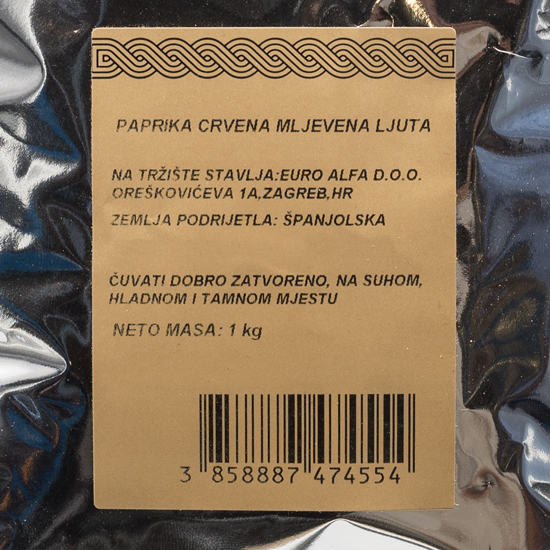 PAPRIKA CRVENA MLJEVENA LJUTA
NA TRŽIŠTE STAVLJA:EURO ALFA D.O.O.
OREŠKOVIĆEVA 1A,ZAGREB,HR
ZEMLJA PODRIJETLA: ŠPANJOLSKA
ČUVATI DOBRO ZATVORENO, NA SUHOM,
HLADNOM I TAMNOM MJESTU
NETO MASA: 1 kg
3 858887 474554